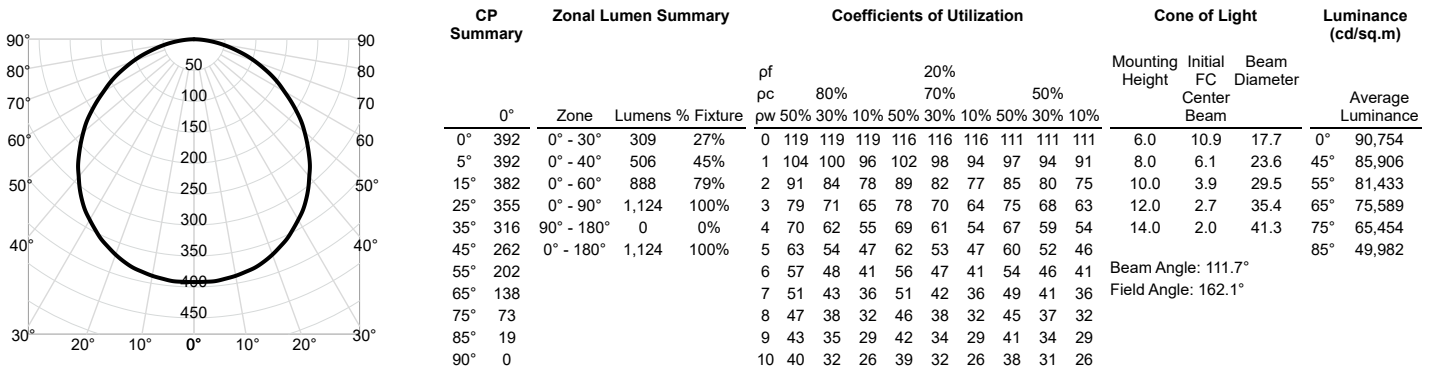 90° 90
80° 80
70° 70
60° 60
50° 50°
40° 40°
30° 30°
50
100
150
200
250
300
350
400
450
20° 10° 0° 10° 20°
CP Summary
0°
0° 392
5° 392
15° 382
25° 355
35° 316
45° 262
55° 202
65° 138
75° 73
85° 19
90° 0
Zonal Lumen Summary
Zone Lumens % Fixture
0° - 30° 309 27%
0° - 40° 506 45%
0° - 60° 888 79%
0° - 90° 1,124 100%
90° - 180° 0 0%
0° - 180° 1,124 100%
Coefficients of Utilization
ρf 20%
ρc 80% 70% 50%
ρw 50% 30% 10% 50% 30% 10% 50% 30% 10%
0 119 119 119 116 116 116 111 111 111
1 104 100 96 102 98 94 97 94 91
2 91 84 78 89 82 77 85 80 75
3 79 71 65 78 70 64 75 68 63
4 70 62 55 69 61 54 67 59 54
5 63 54 47 62 53 47 60 52 46
6 57 48 41 56 47 41 54 46 41
7 51 43 36 51 42 36 49 41 36
8 47 38 32 46 38 32 45 37 32
9 43 35 29 42 34 29 41 34 29
10 40 32 26 39 32 26 38 31 26
Cone of Light
Mounting Height Initial FC Center Beam Beam Diameter
6.0 10.9 17.7
8.0 6.1 23.6
10.0 3.9 29.5
12.0 2.7 35.4
14.0 2.0 41.3
Beam Angle: 111.7°
Field Angle: 162.1°
Luminance
(cd/sq.m)
Average
Luminance
0° 90,754
45° 85,906
55° 81,433
65° 75,589
75° 65,454
85° 49,982